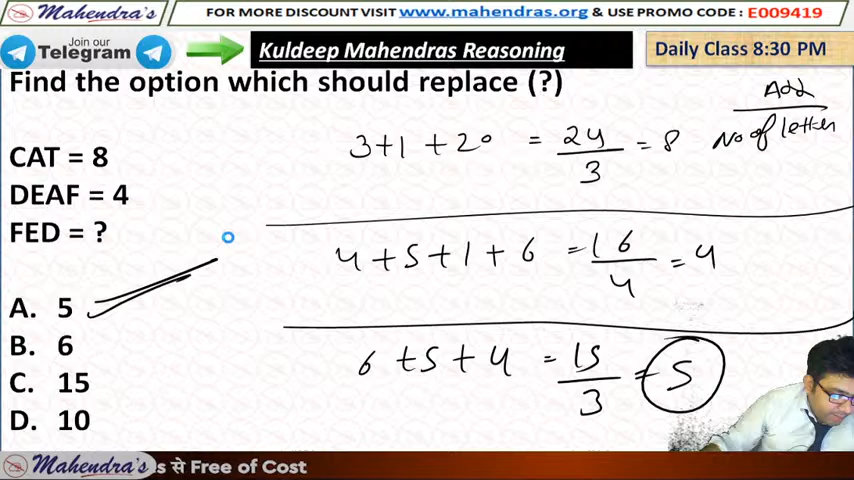 Mahendra's
FOR MORE DISCOUNT VISIT www.mahendras.org & USE PROMO CODE : E009419
Join our
Telegram
Kuldeep Mahendras Reasoning
Daily Class 8:30 PM
Find the option which should replace (?)
Add
No of letter
CAT = 8
DEAF = 4
FED = ?
3+1+20 = 24/3 = 8
4+5+1+6 = 16/4 = 4
6+5+4 = 15/3 = 5
A. 5
B. 6
C. 15
D. 10
Mahendra's
s से Free of Cost